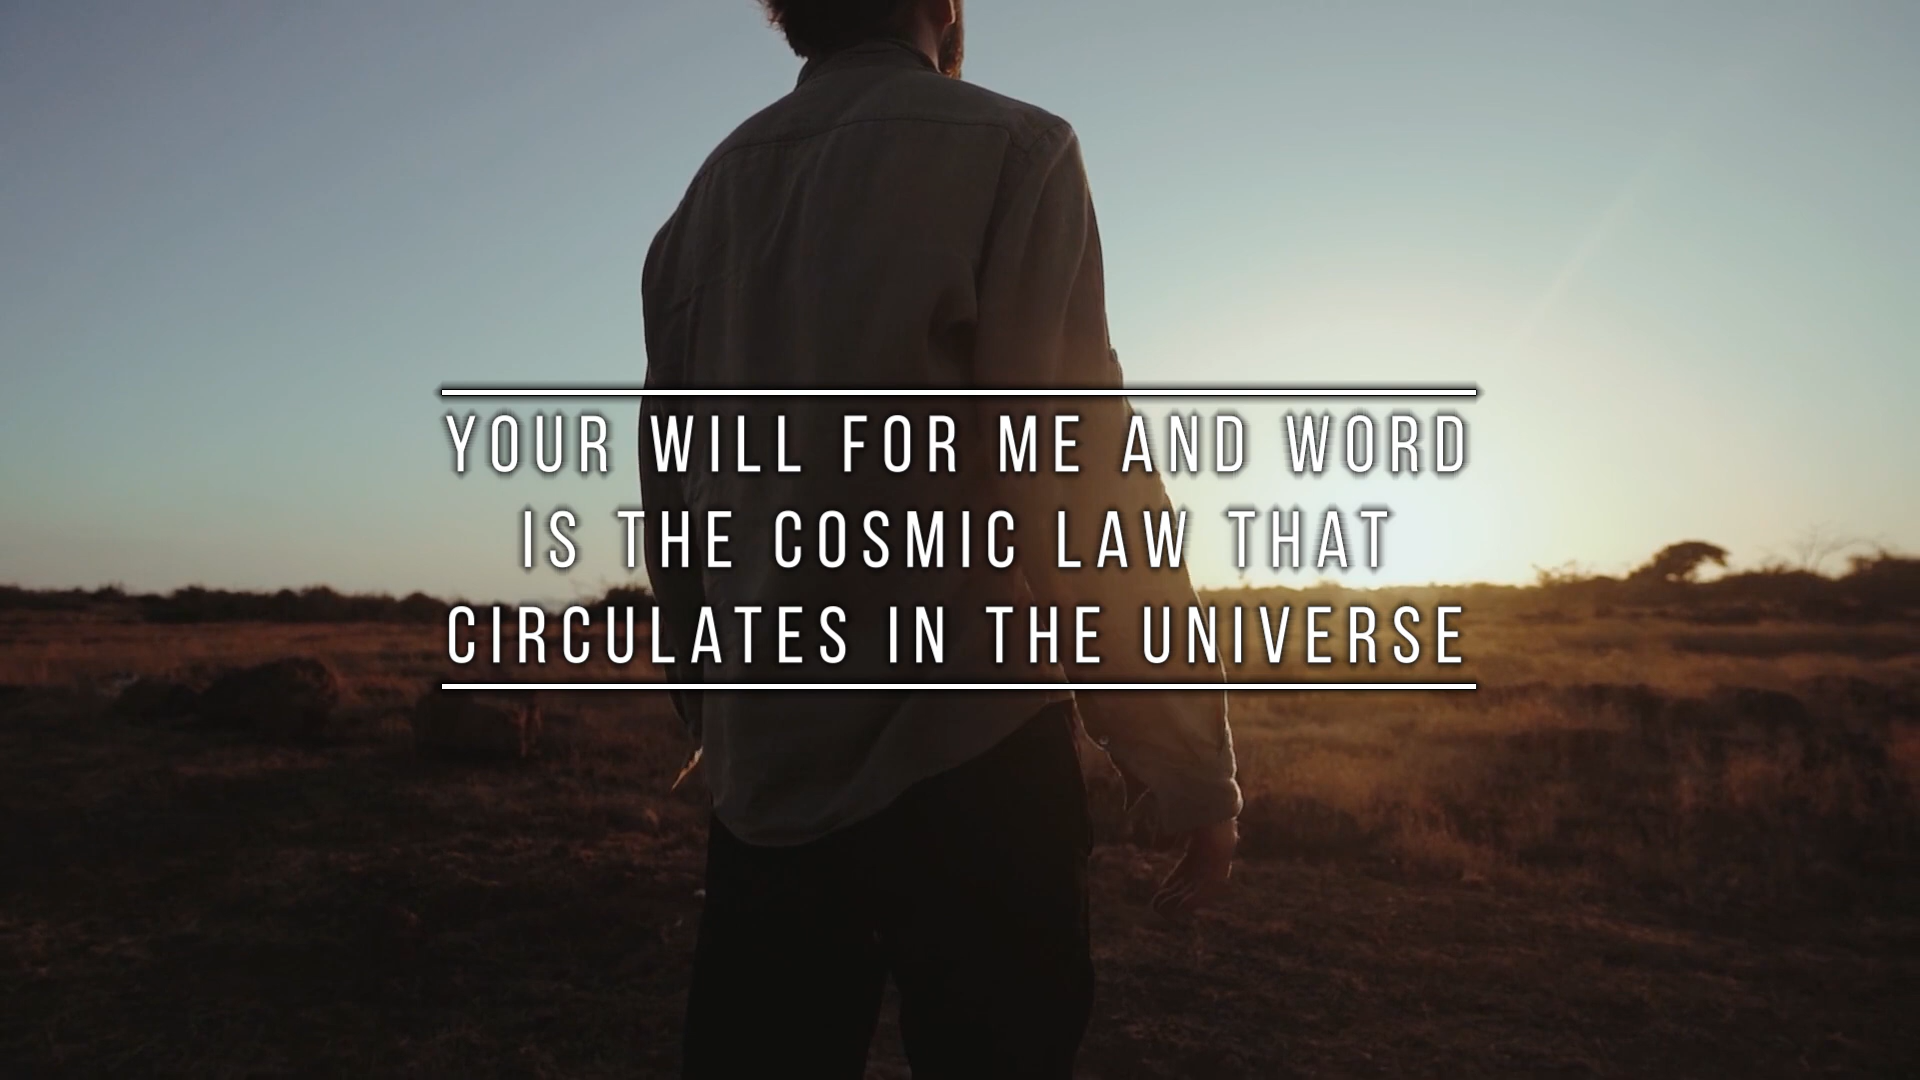 YOUR WILL FOR ME AND WORD
IS THE COSMIC LAW THAT
CIRCULATES IN THE UNIVERSE